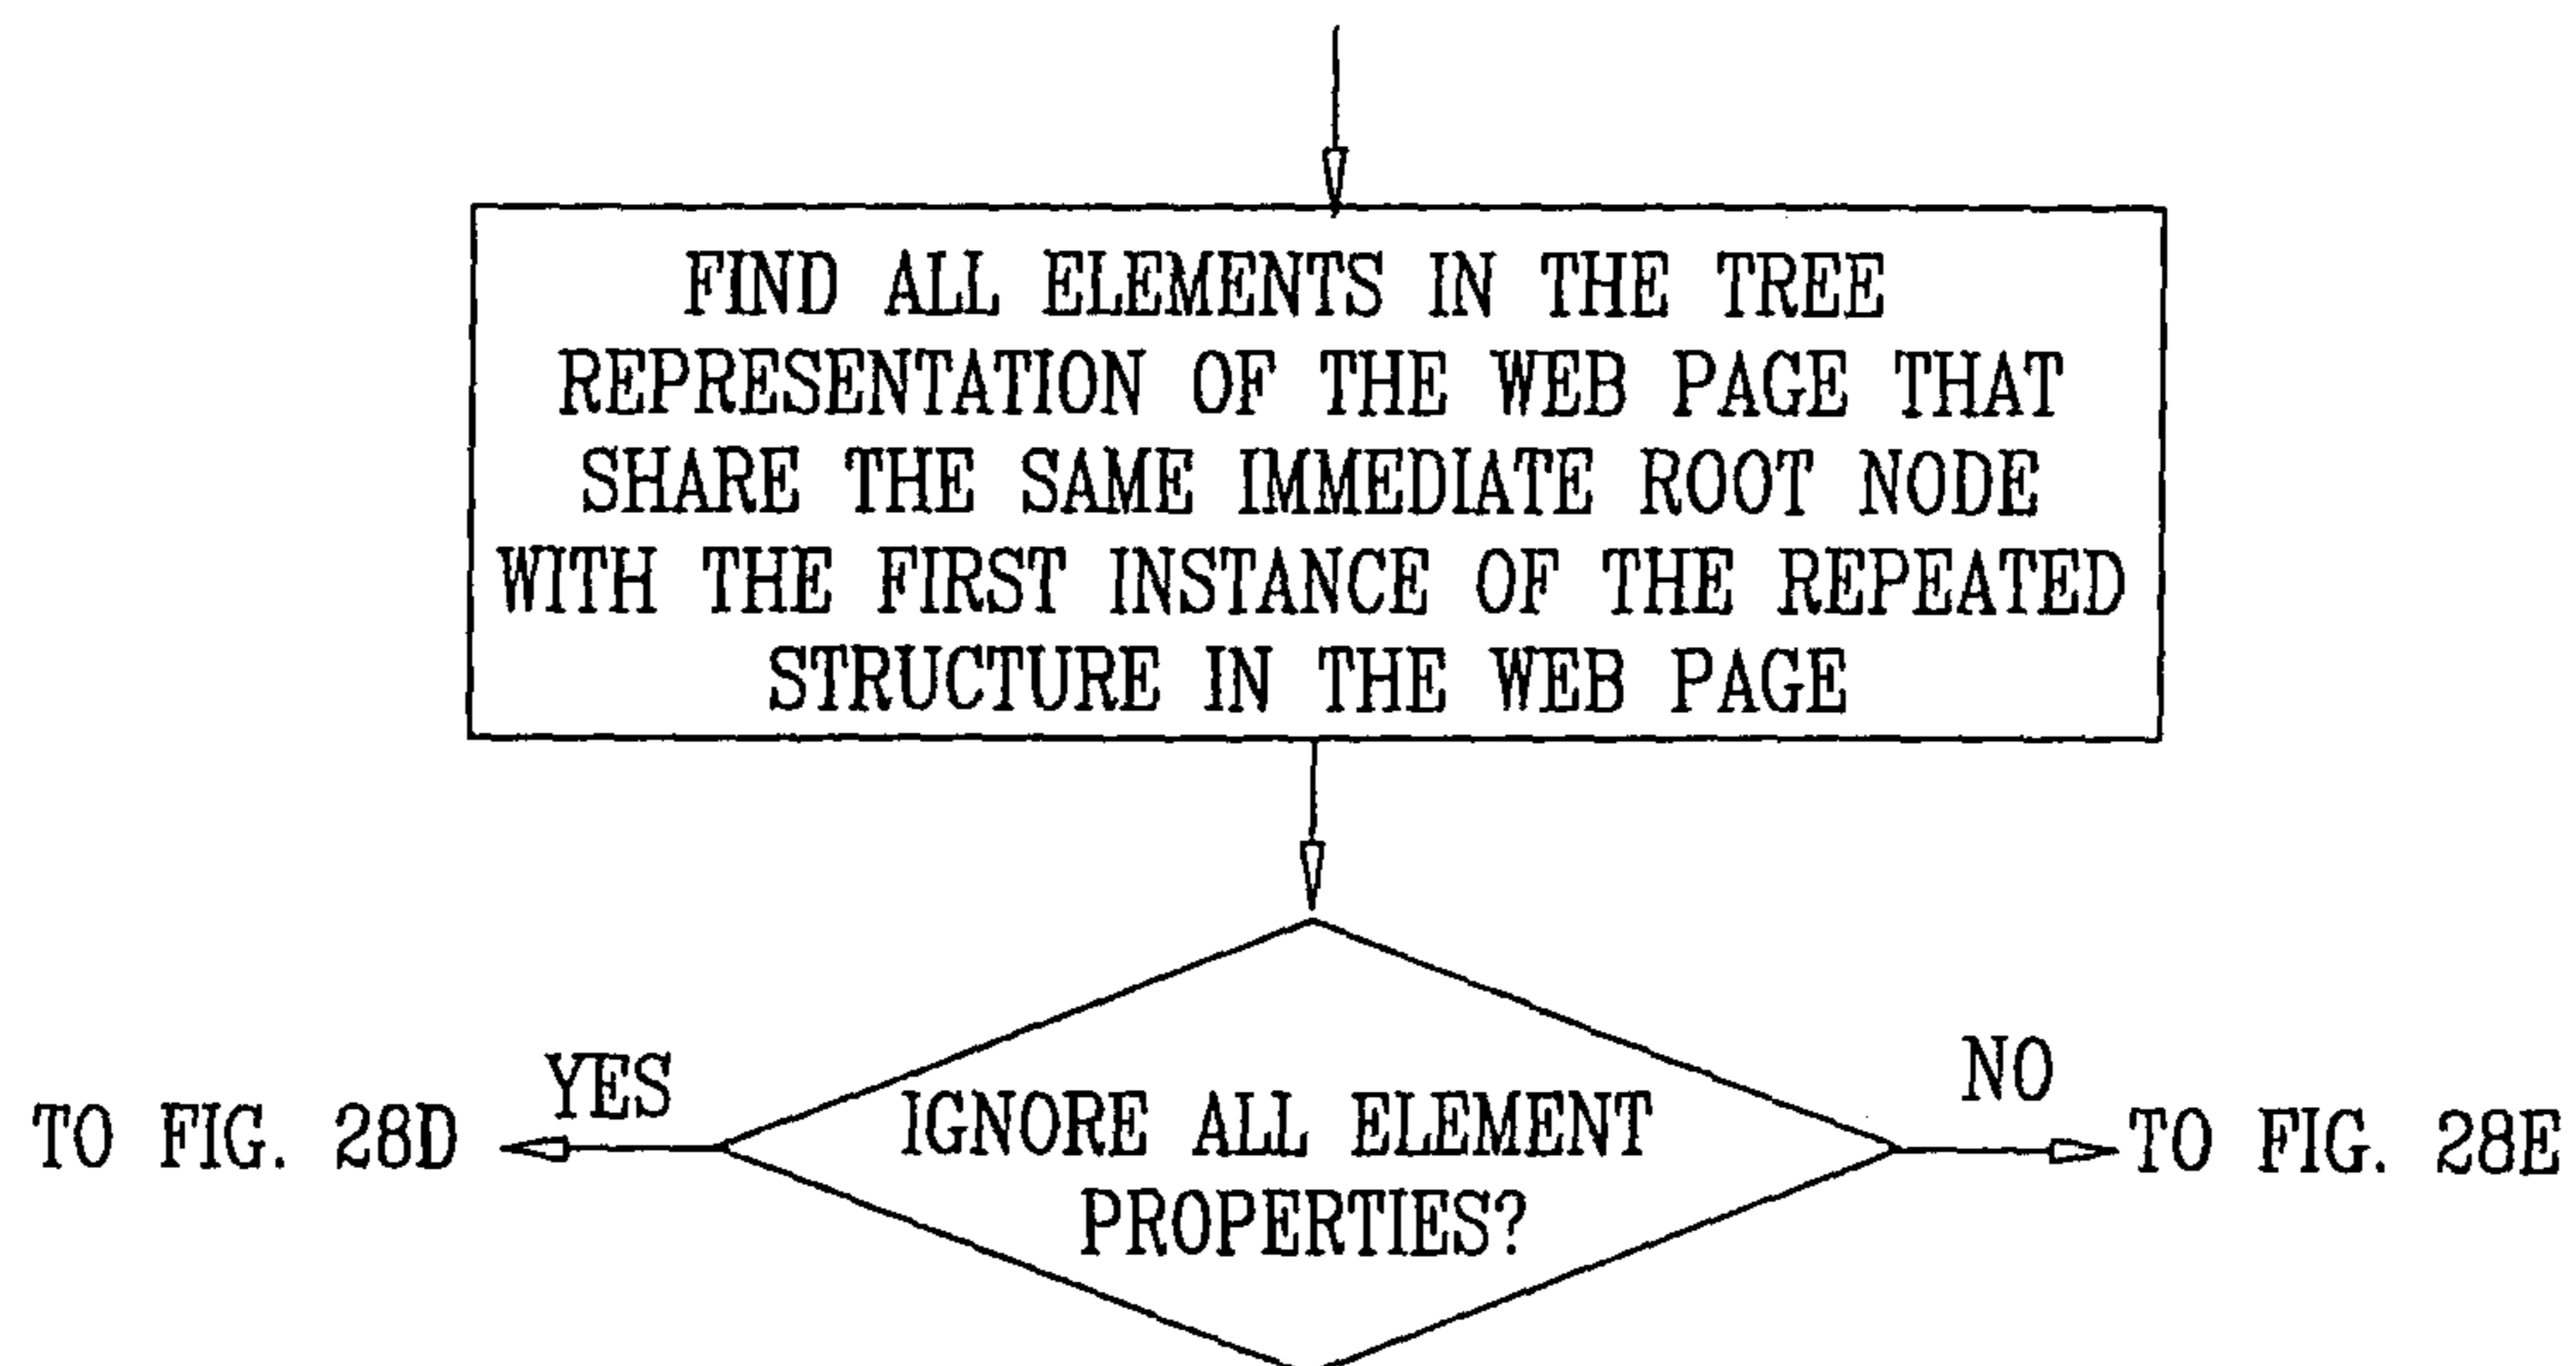 FIND ALL ELEMENTS IN THE TREE
REPRESENTATION OF THE WEB PAGE THAT
SHARE THE SAME IMMEDIATE ROOT NODE
WITH THE FIRST INSTANCE OF THE REPEATED
STRUCTURE IN THE WEB PAGE
YES
NO
TO FIG. 28D
IGNORE ALL ELEMENT
PROPERTIES?
TO FIG. 28E